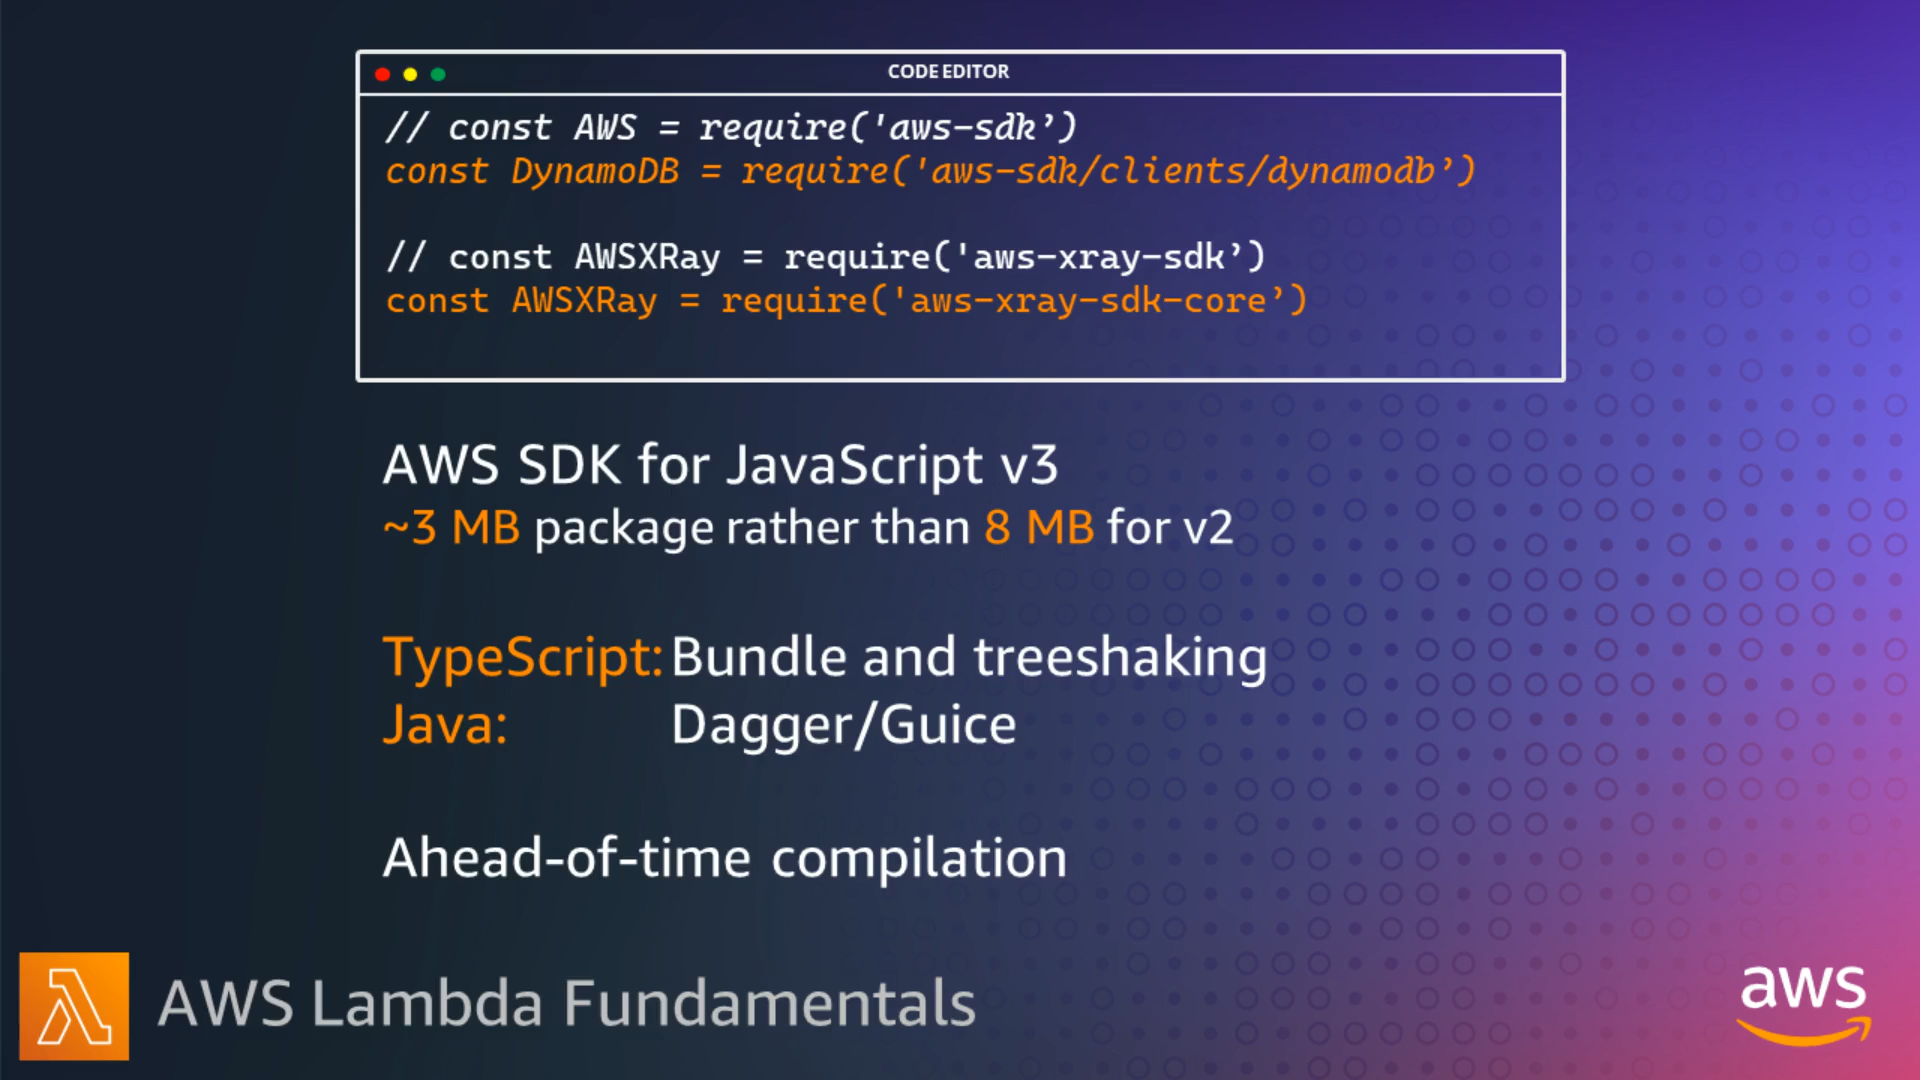 CODE EDITOR
// const AWS = require('aws-sdk’)
const DynamoDB = require('aws-sdk/clients/dynamodb’)
// const AWSXRay = require('aws-xray-sdk’)
const AWSXRay = require('aws-xray-sdk-core’)
AWS SDK for JavaScript v3
~3 MB package rather than 8 MB for v2
TypeScript: Bundle and treeshaking
Java: Dagger/Guice
Ahead-of-time compilation
AWS Lambda Fundamentals
aws